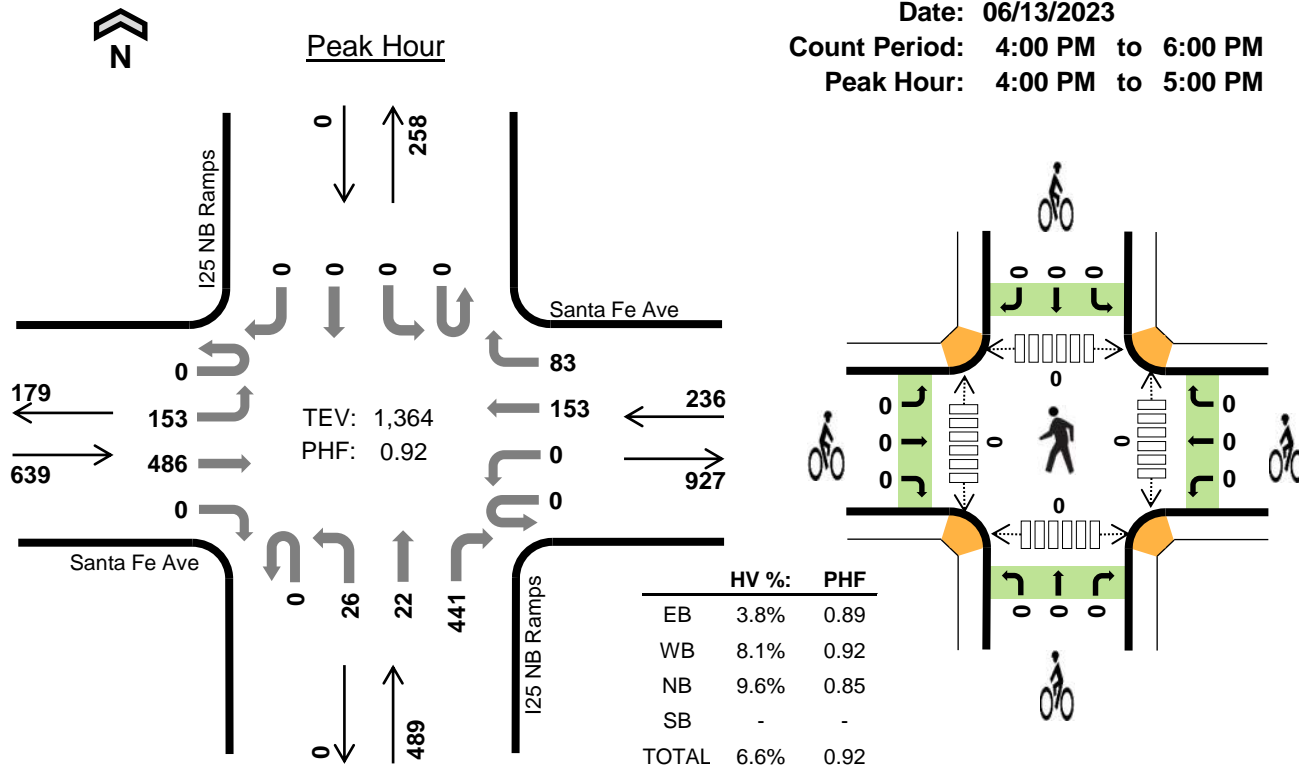 Date: 06/13/2023
Count Period: 4:00 PM to 6:00 PM
Peak Hour: 4:00 PM to 5:00 PM
N
Peak Hour
0
258
I25 NB Ramps
0 0 0 0
Santa Fe Ave
0
83
179
153
153
236
TEV: 1,364
PHF: 0.92
639
486
0
927
0
0
Santa Fe Ave
0
26
22
441
I25 NB Ramps
0
489
HV %: PHF
EB 3.8% 0.89
WB 8.1% 0.92
NB 9.6% 0.85
SB - -
TOTAL 6.6% 0.92
0 0 0
0
0 0
0 0 0 0
0 0
0
0 0 0